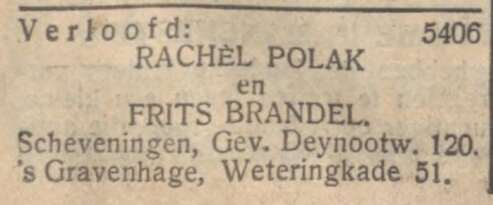 Verloofd: 5406
RACHÈL POLAK
en
FRITS BRANDEL.
Scheveningen, Gev. Deynootw. 120.
's Gravenhage, Weteringkade 51.